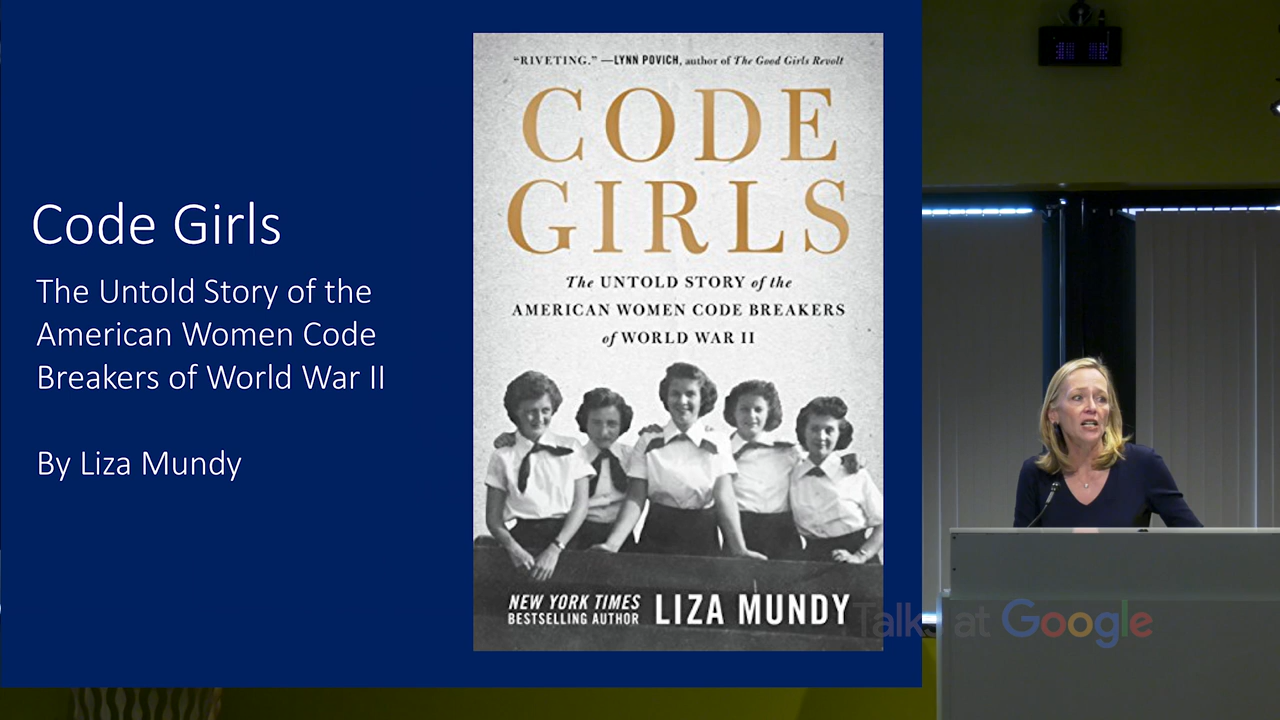 Code Girls
The Untold Story of the
American Women Code
Breakers of World War II
By Liza Mundy
“RIVETING.” —LYNN POVICH, author of The Good Girls Revolt
CODE
GIRLS
The UNTOLD STORY of the
AMERICAN WOMEN CODE BREAKERS
of WORLD WAR II
NEW YORK TIMES
BESTSELLING AUTHOR
LIZA MUNDY
Talks at Google